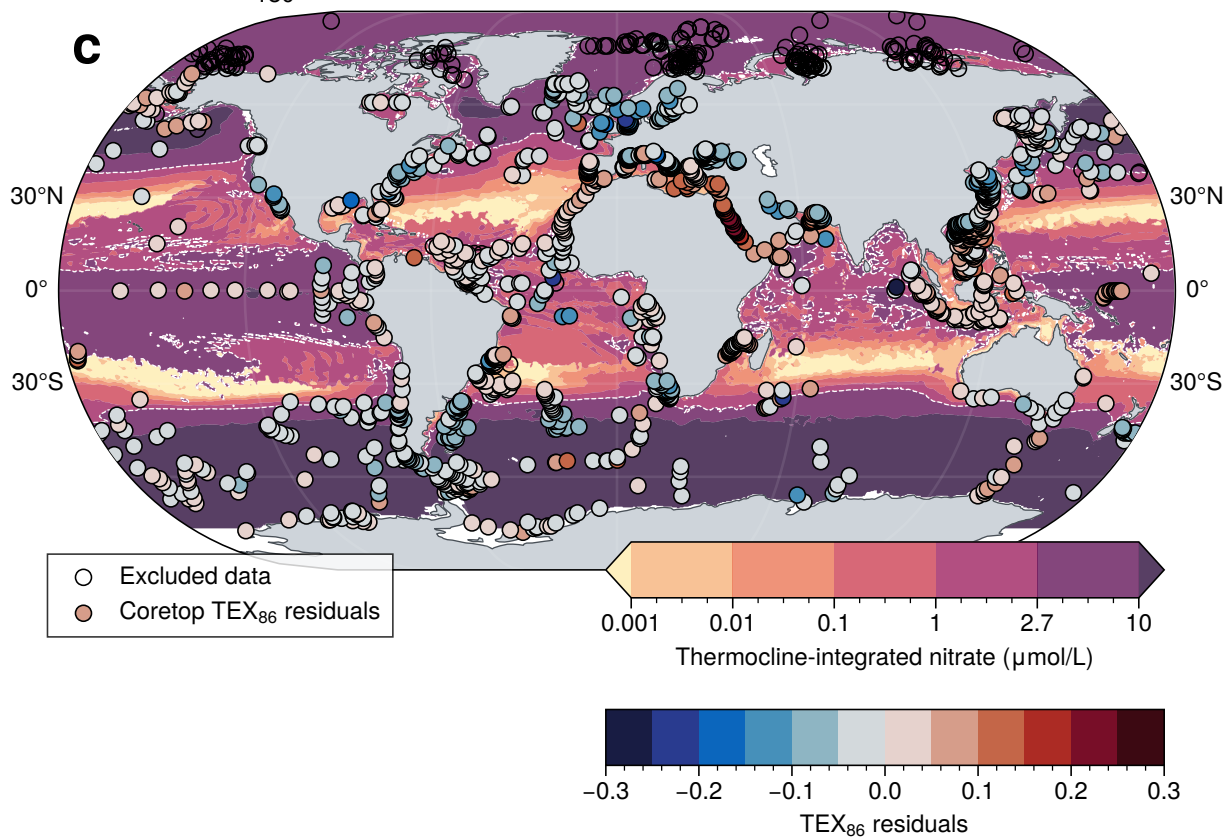 c
30°N
30°N
0°
0°
30°S
30°S
Excluded data
Coretop TEX₈₆ residuals
0.001 0.01 0.1 1 2.7 10
Thermocline-integrated nitrate (µmol/L)
−0.3 −0.2 −0.1 0.0 0.1 0.2 0.3
TEX₈₆ residuals